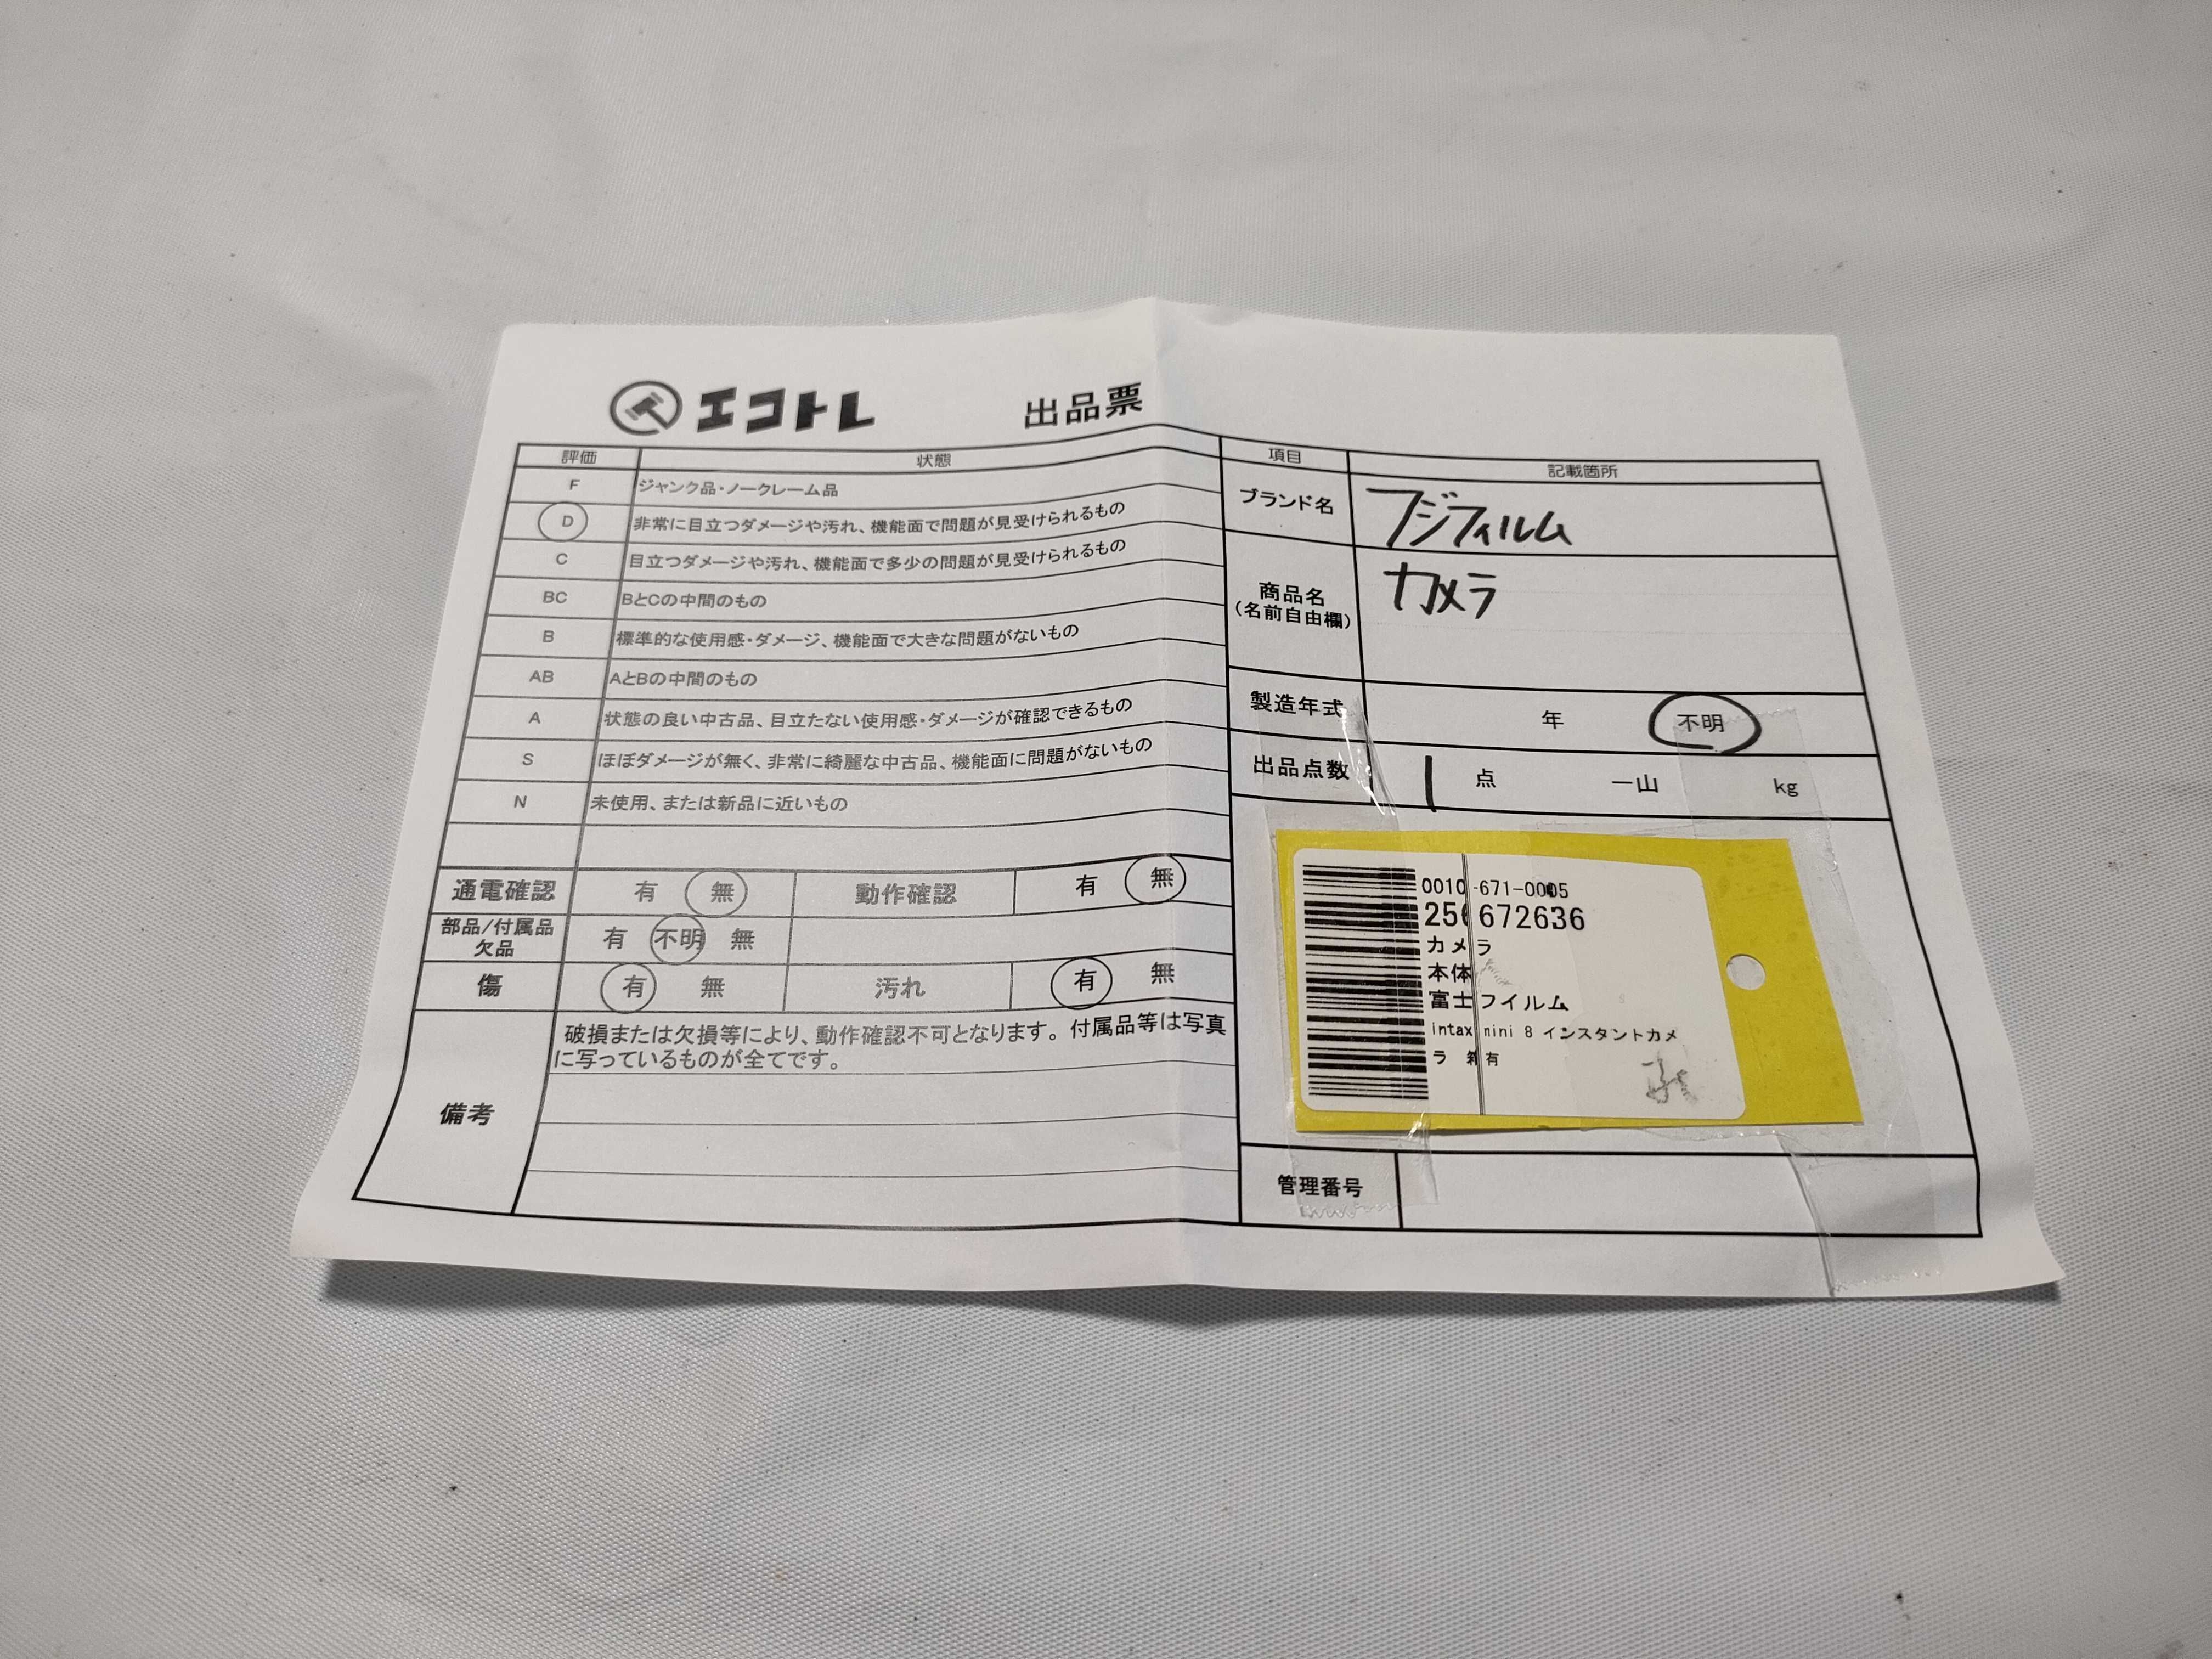 エコトレ 出品票
評価 状態
F ジャンク品・ノークレーム品
D 非常に目立つダメージや汚れ、機能面で問題が見受けられるもの
C 目立つダメージや汚れ、機能面で多少の問題が見受けられるもの
BC BとCの中間のもの
B 標準的な使用感・ダメージ、機能面で大きな問題がないもの
AB AとBの中間のもの
A 状態の良い中古品、目立たない使用感・ダメージが確認できるもの
S ほぼダメージが無く、非常に綺麗な中古品、機能面に問題がないもの
N 未使用、または新品に近いもの
通電確認 有 無 動作確認 有 無
部品/付属品
欠品
有 不明 無
傷 有 無 汚れ 有 無
備考
破損または欠損等により、動作確認不可となります。付属品等は写真
に写っているものが全てです。
項目 記載箇所
ブランド名 フジフィルム
商品名
(名前自由欄)
カメラ
製造年式 年 不明
出品点数 1 点 一山 kg
0010-671-0005
256672636
カメラ
本体
富士フイルム
intax mini 8 インスタントカメ
ラ 箱有
管理番号